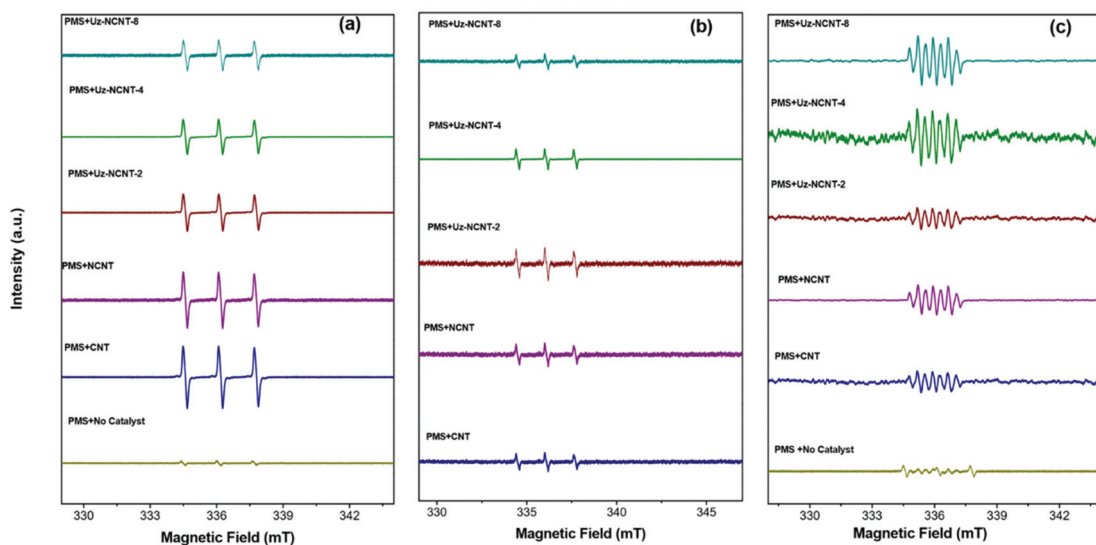 Intensity (a.u.)
(a)
PMS+Uz-NCNT-8
PMS+Uz-NCNT-4
PMS+Uz-NCNT-2
PMS+NCNT
PMS+CNT
PMS+No Catalyst
330 333 336 339 342
Magnetic Field (mT)
(b)
PMS+Uz-NCNT-8
PMS+Uz-NCNT-4
PMS+Uz-NCNT-2
PMS+NCNT
PMS+CNT
330 335 340 345
Magnetic Field (mT)
(c)
PMS+Uz-NCNT-8
PMS+Uz-NCNT-4
PMS+Uz-NCNT-2
PMS+NCNT
PMS+CNT
PMS +No Catalyst
330 333 336 339 342
Magnetic Field (mT)